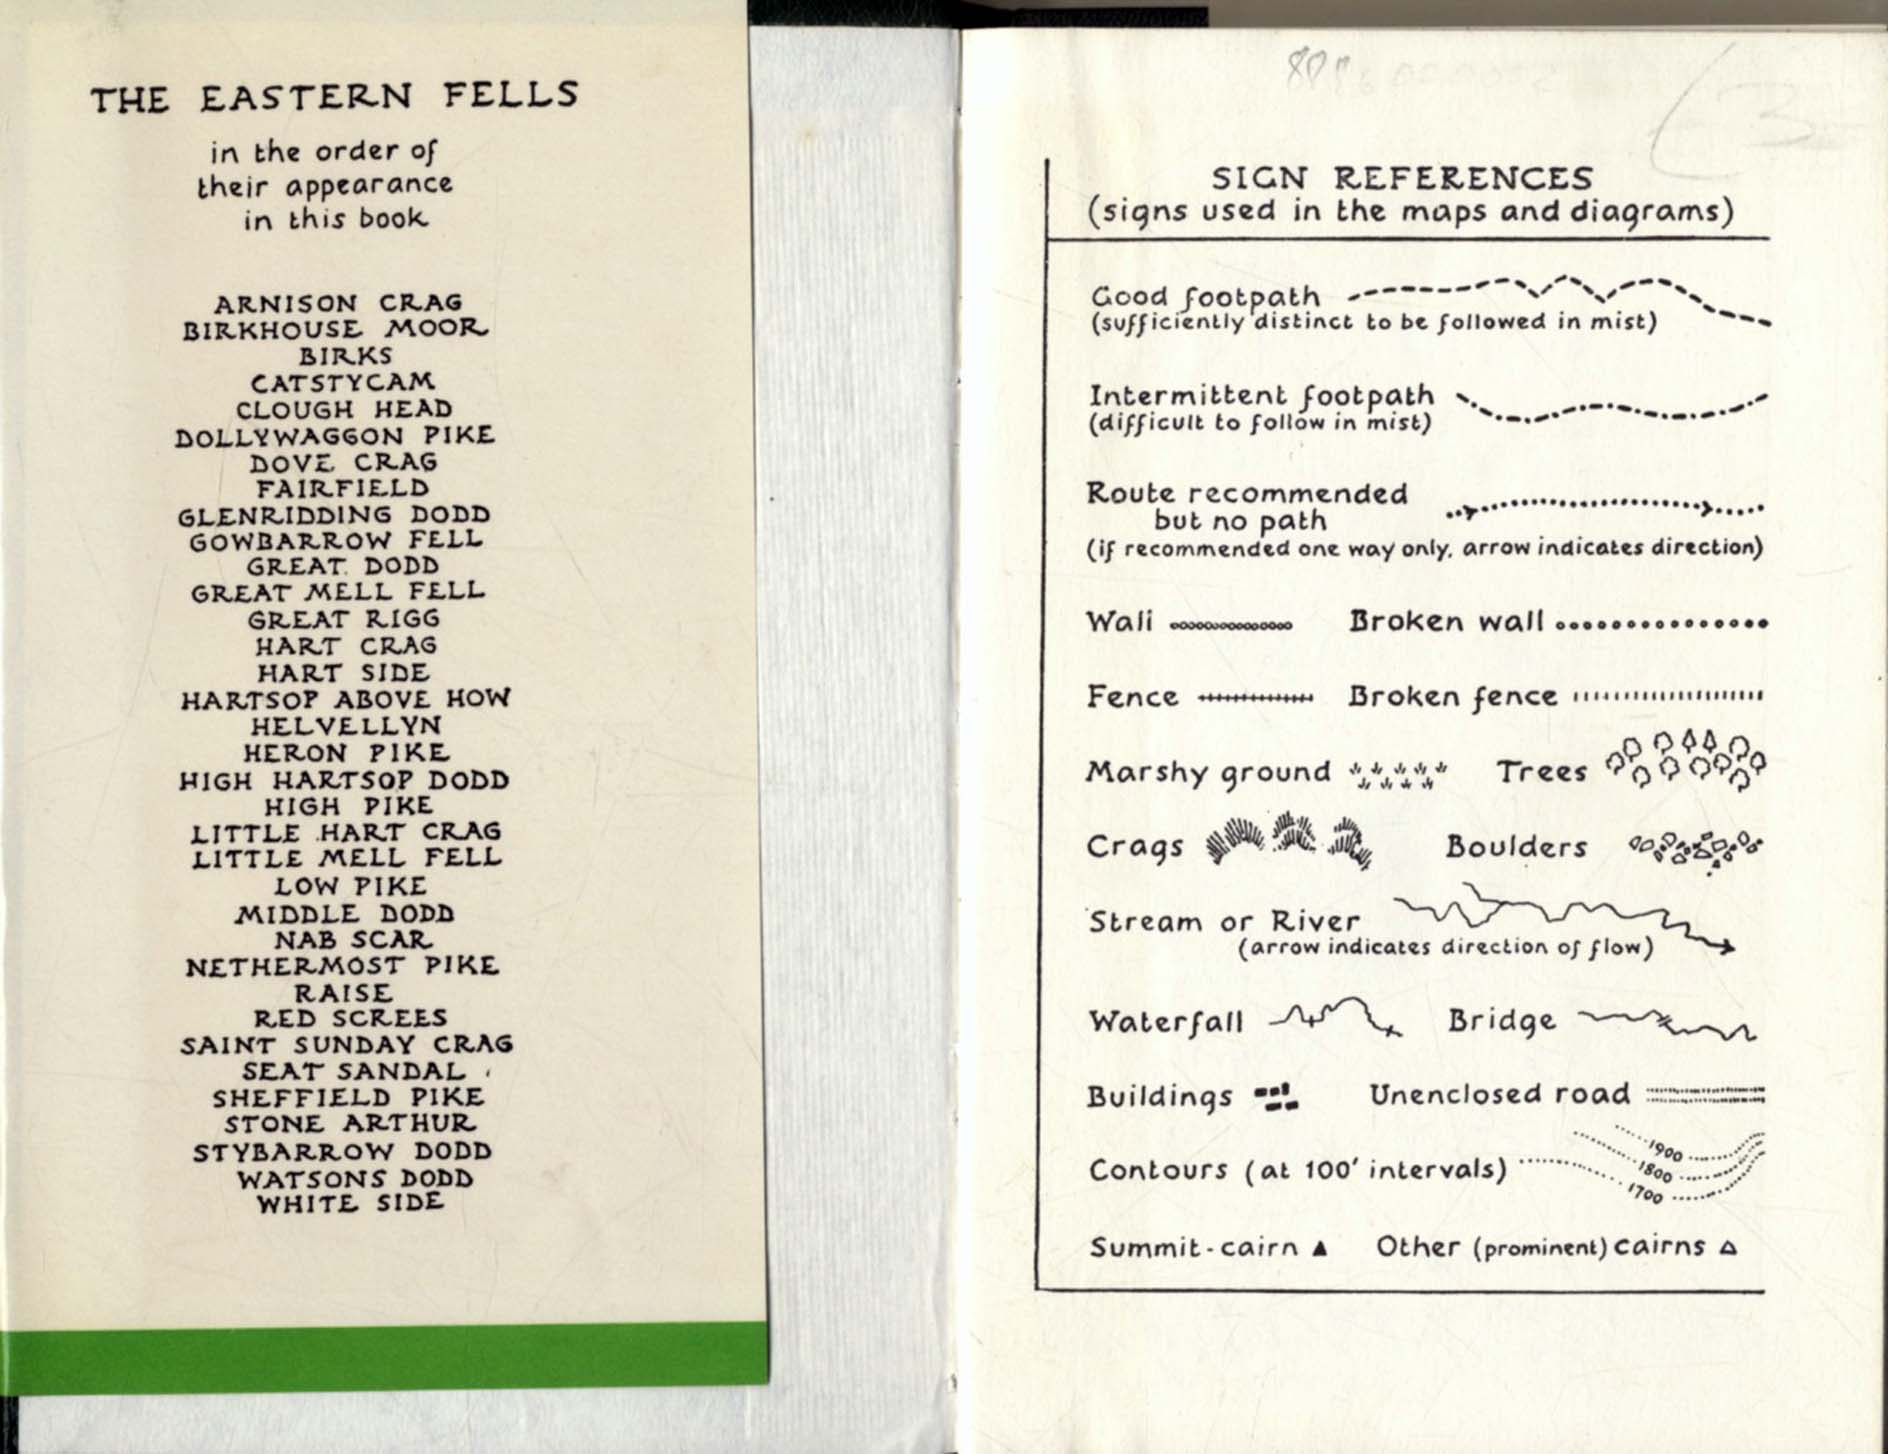 THE EASTERN FELLS
in the order of
their appearance
in this book
ARNISON CRAG
BIRKHOUSE MOOR
BIRKS
CATSTYCAM
CLOUGH HEAD
DOLLYWAGGON PIKE
DOVE CRAG
FAIRFIELD
GLENRIDDING DODD
GOWBARROW FELL
GREAT DODD
GREAT MELL FELL
GREAT RIGG
HART CRAG
HART SIDE
HARTSOP ABOVE HOW
HELVELLYN
HERON PIKE
HIGH HARTSOP DODD
HIGH PIKE
LITTLE HART CRAG
LITTLE MELL FELL
LOW PIKE
MIDDLE DODD
NAB SCAR
NETHERMOST PIKE
RAISE
RED SCREES
SAINT SUNDAY CRAG
SEAT SANDAL
SHEFFIELD PIKE
STONE ARTHUR
STYBARROW DODD
WATSONS DODD
WHITE SIDE
SIGN REFERENCES
(signs used in the maps and diagrams)
Good footpath
(sufficiently distinct to be followed in mist)
Intermittent footpath
(difficult to follow in mist)
Route recommended
but no path
(if recommended one way only, arrow indicates direction)
Wall Broken wall
Fence Broken fence
Marshy ground Trees
Crags Boulders
Stream or River
(arrow indicates direction of flow)
Waterfall Bridge
Buildings Unenclosed road
1900
Contours (at 100' intervals) 1800
1700
Summit-cairn Other (prominent) cairns